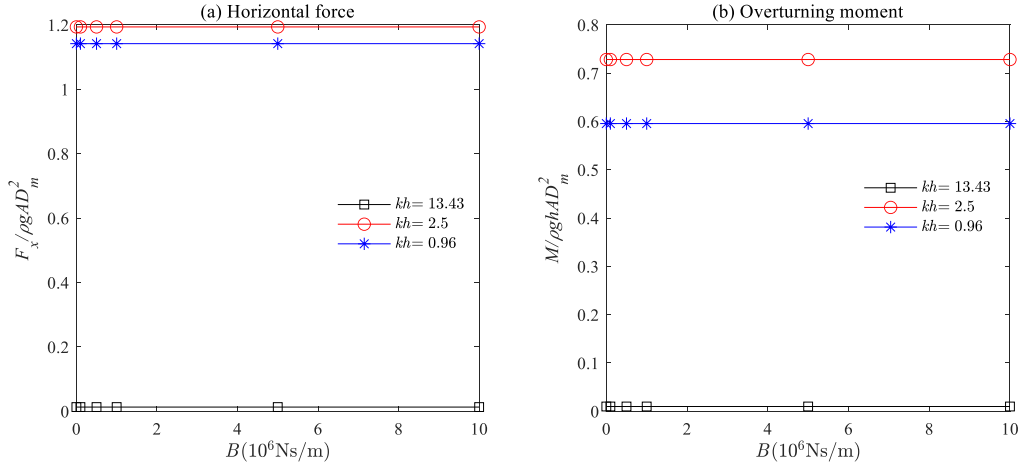 (a) Horizontal force
1.2
1
0.8
0.6
0.4
0.2
0
0 2 4 6 8 10
F_x/ρgAD_m^2
B(10^6Ns/m)
kh= 13.43
kh= 2.5
kh= 0.96
(b) Overturning moment
0.8
0.7
0.6
0.5
0.4
0.3
0.2
0.1
0
0 2 4 6 8 10
M/ρghAD_m^2
B(10^6Ns/m)
kh= 13.43
kh= 2.5
kh= 0.96